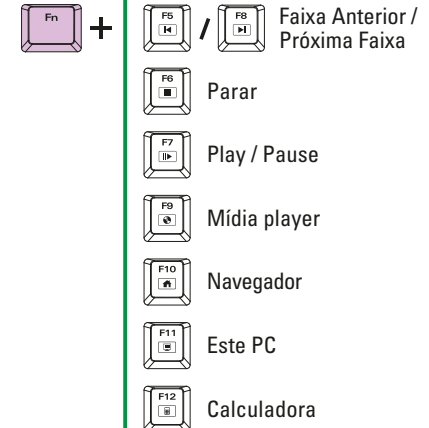 Fn + F5 / F8 Faixa Anterior /
Próxima Faixa
F6 Parar
F7 Play / Pause
F9 Mídia player
F10 Navegador
F11 Este PC
F12 Calculadora